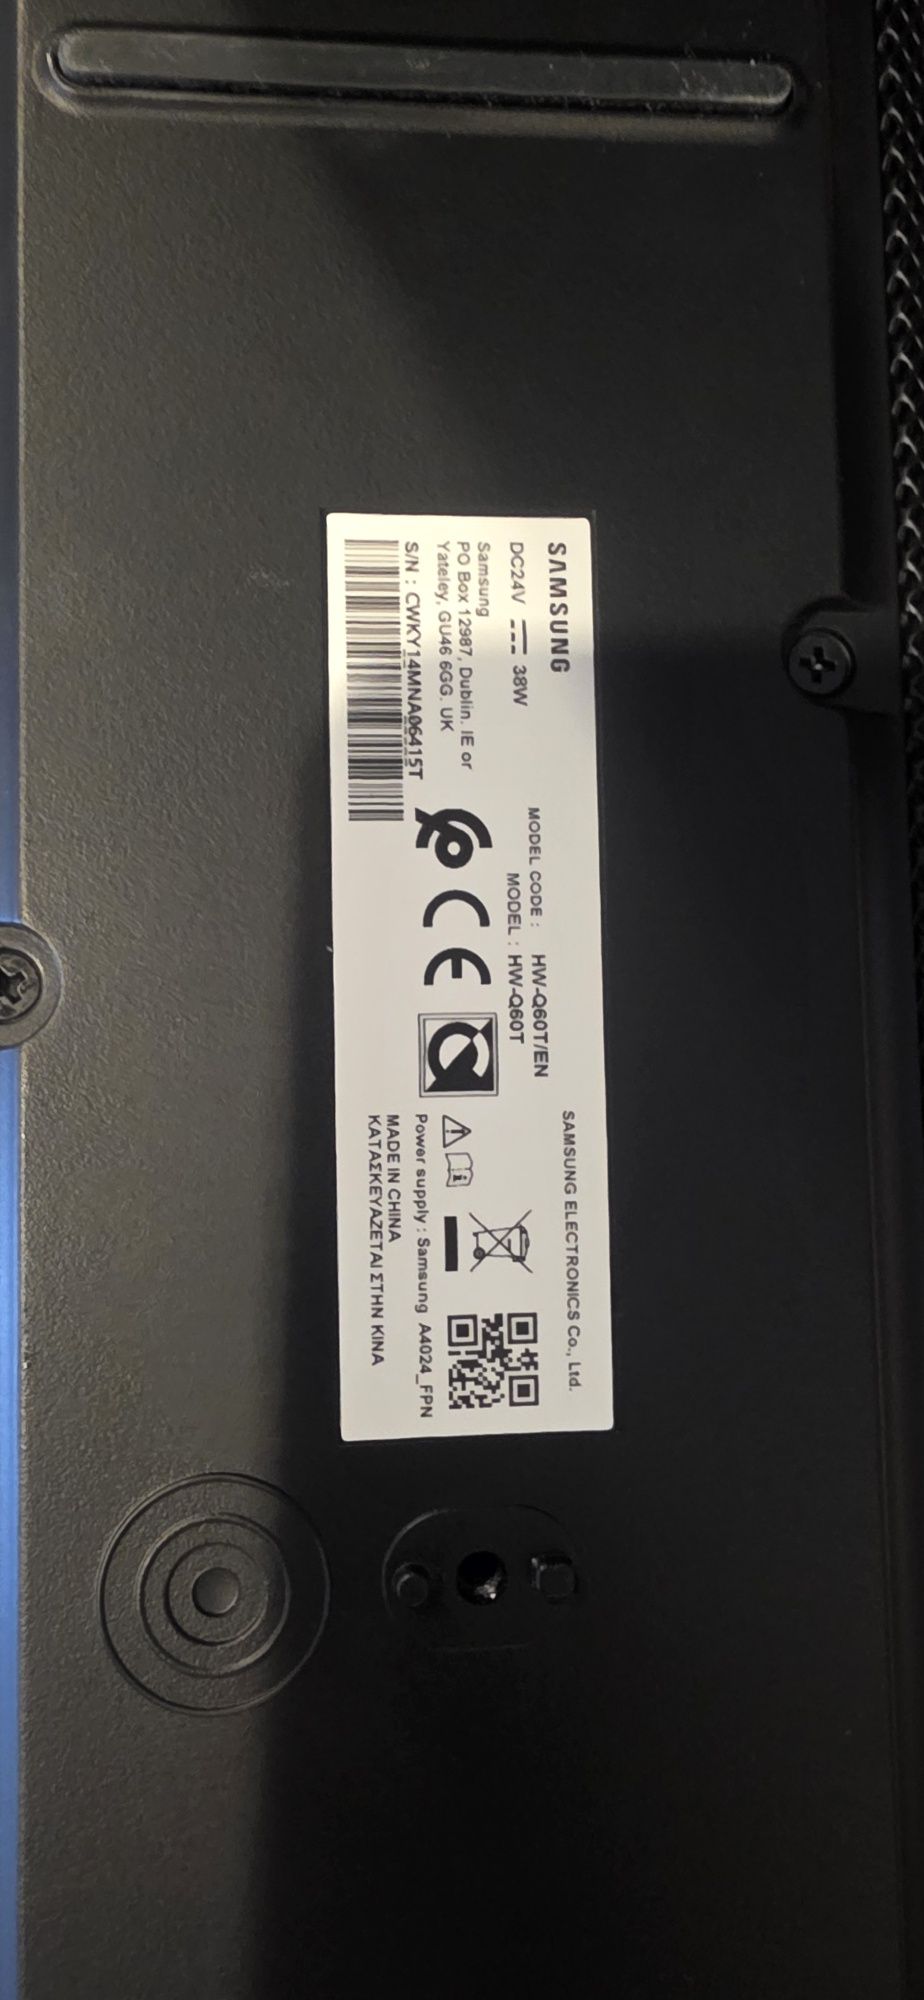 SAMSUNG
DC24V 38W
Samsung
PO Box 12987, Dublin. IE or
Yateley, GU46 6GG. UK
S/N : CWKY14MNA06415T
MODEL CODE : HW-Q60T/EN
MODEL : HW-Q60T
CE
SAMSUNG ELECTRONICS Co., Ltd.
Power supply : Samsung A4024_FPN
MADE IN CHINA
ΚΑΤΑΣΚΕΥΑΖΕΤΑΙ ΣΤΗΝ ΚΙΝΑ